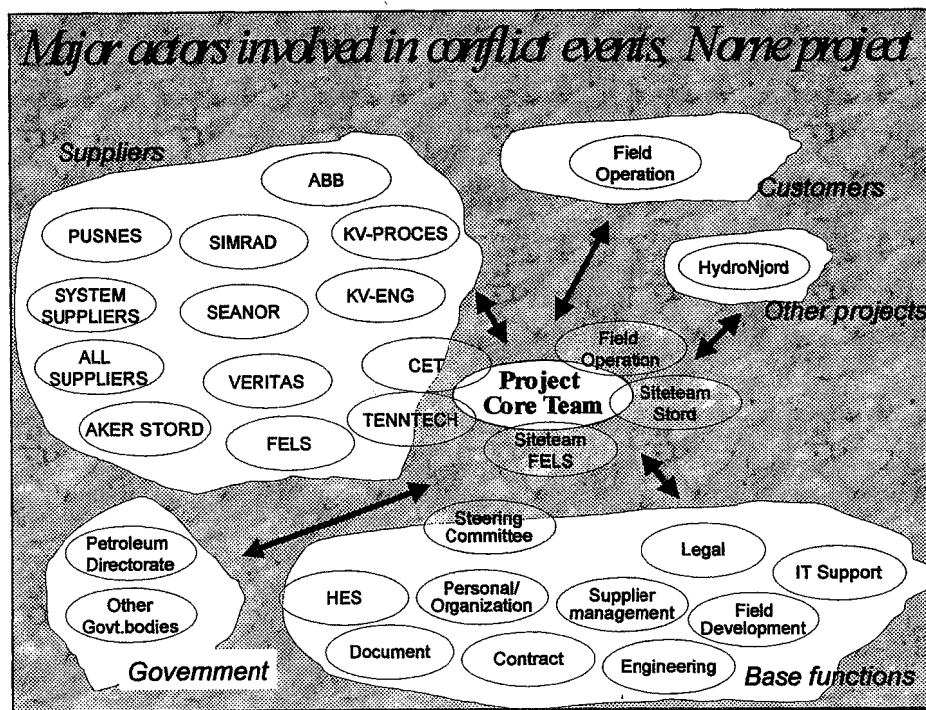 Major actors involved in conflict events, Norne project
Suppliers
ABB
PUSNES
SIMRAD
KV-PROCES
SYSTEM
SUPPLIERS
SEANOR
KV-ENG
ALL
SUPPLIERS
VERITAS
CET
AKER STORD
FELS
TENNTECH
Field
Operation
Customers
HydroNjord
Other projects
Field
Operation
Project
Core Team
Siteteam
Stord
Siteteam
FELS
Petroleum
Directorate
Other
Govt.bodies
Government
Steering
Committee
Legal
IT Support
HES
Personal/
Organization
Supplier
management
Field
Development
Document
Contract
Engineering
Base functions